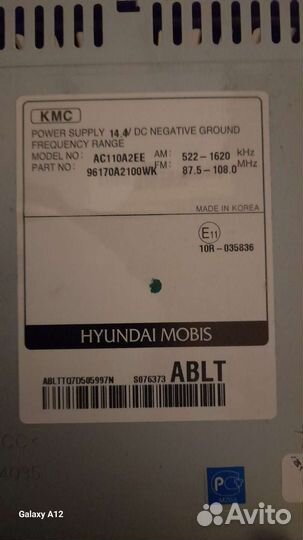 KMC
POWER SUPPLY 14.4V DC NEGATIVE GROUND
FREQUENCY RANGE
MODEL NO: AC110A2EE AM: 522-1620 kHz
PART NO: 96170A2100WK FM: 87.5-108.0 MHz
MADE IN KOREA
E11
10R-035836
HYUNDAI MOBIS
ABLTTQ7D505997N S076373 ABLT
РС
Galaxy A12
Avito